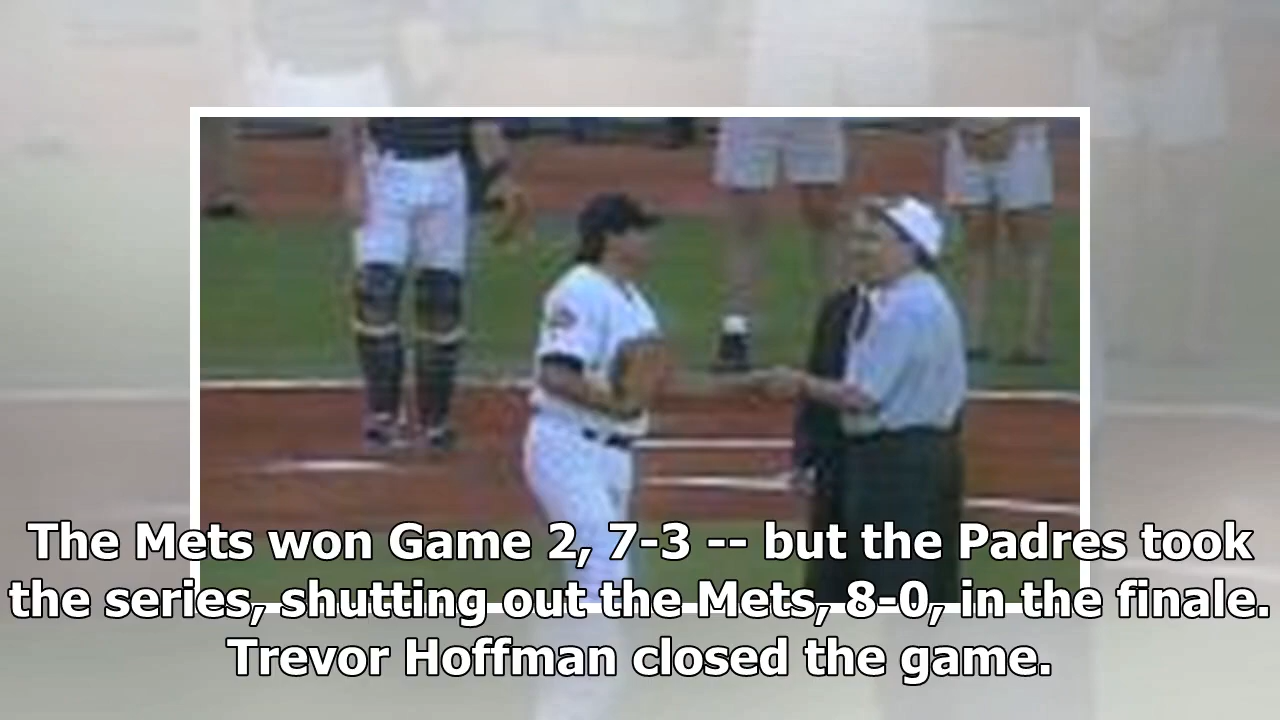 The Mets won Game 2, 7-3 -- but the Padres took
the series, shutting out the Mets, 8-0, in the finale.
Trevor Hoffman closed the game.